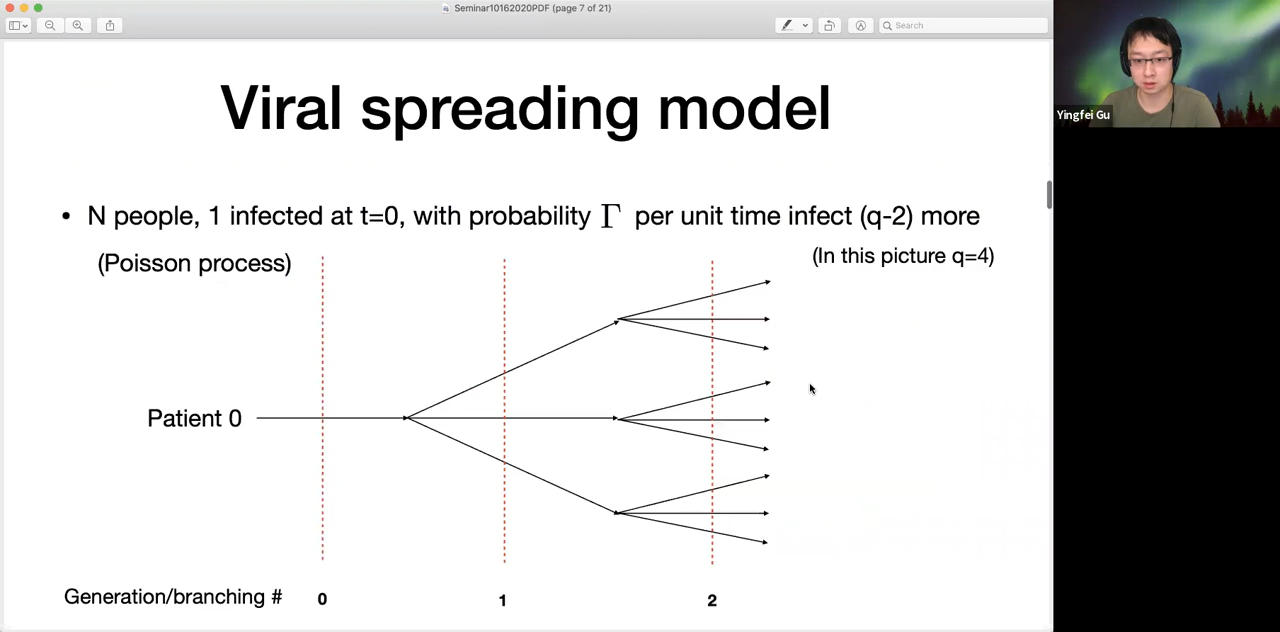 Seminar10162020PDF (page 7 of 21)
Search
Viral spreading model
• N people, 1 infected at t=0, with probability Γ per unit time infect (q-2) more
(Poisson process)
(In this picture q=4)
Patient 0
Generation/branching # 0 1 2
Yingfei Gu